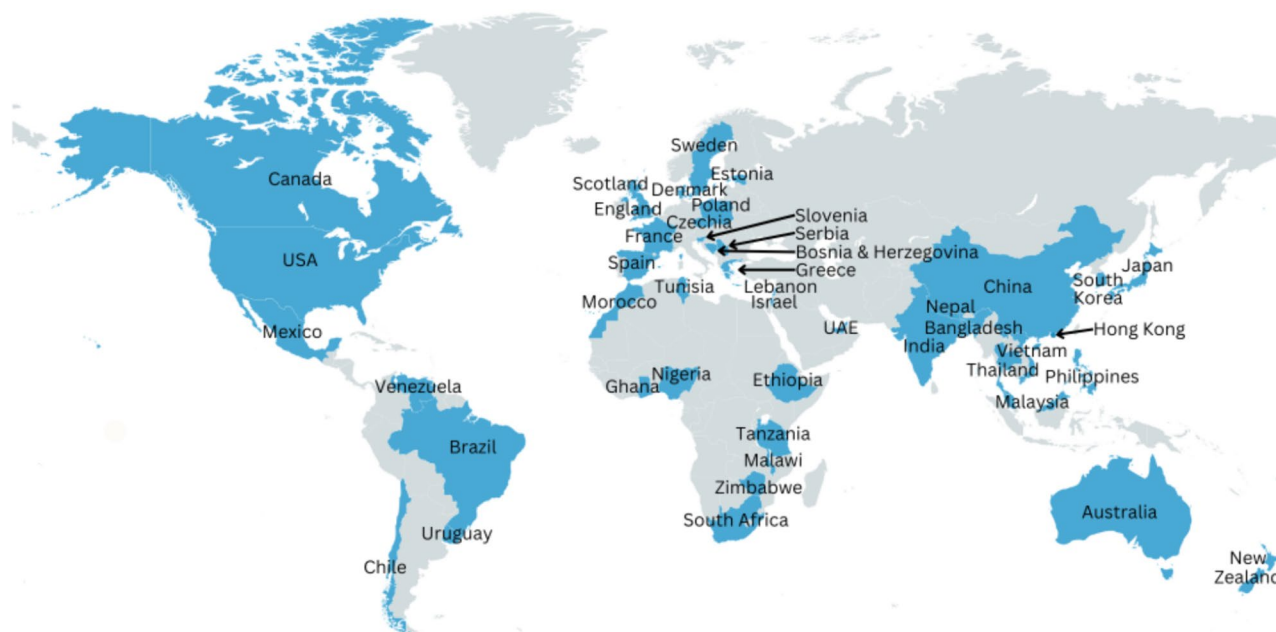 Canada
USA
Mexico
Venezuela
Brazil
Uruguay
Chile
Sweden
Estonia
Scotland
Denmark
England
Poland
Czechia
France
Slovenia
Serbia
Bosnia & Herzegovina
Spain
Greece
Tunisia
Lebanon
Morocco
Israel
UAE
Ghana
Nigeria
Ethiopia
Tanzania
Malawi
Zimbabwe
South Africa
China
Japan
South
Korea
Nepal
Bangladesh
Hong Kong
India
Vietnam
Thailand
Philippines
Malaysia
Australia
New
Zealand